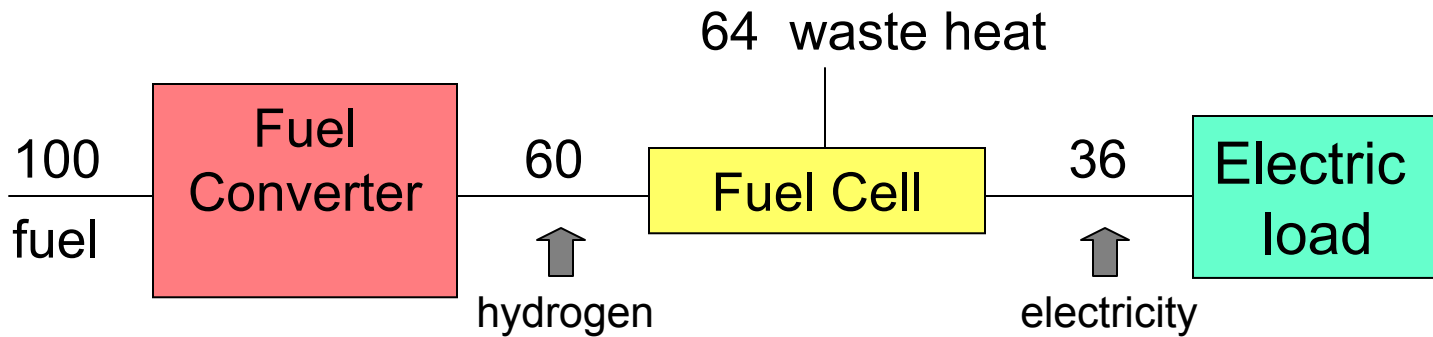 64 waste heat
100
fuel
Fuel
Converter
60
hydrogen
Fuel Cell
36
electricity
Electric
load